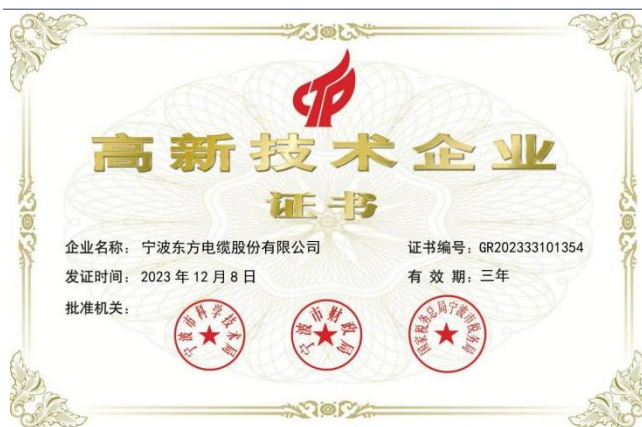 高新技术企业
证书
企业名称：宁波东方电缆股份有限公司
证书编号：GR202333101354
发证时间：2023年12月8日
有效期：三年
批准机关：
宁波市科学技术局
宁波市财政局
国家税务总局宁波市税务局